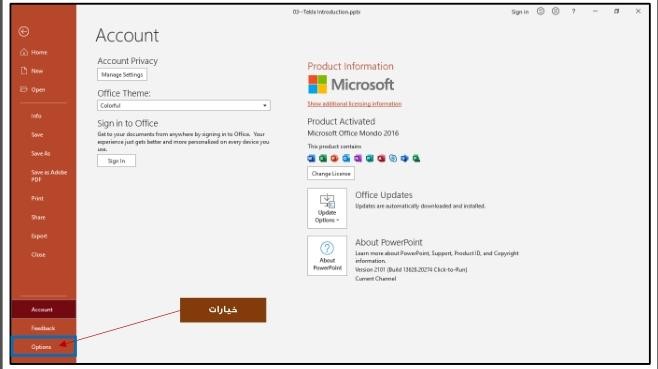 03--Tekla Introduction.pptx
Sign in
?
Home
New
Open
Info
Save
Save As
Save as Adobe
PDF
Print
Share
Export
Close
Account
Feedback
Options
Account
Account Privacy
Manage Settings
Office Theme:
Colorful
Sign in to Office
Get to your documents from anywhere by signing in to Office. Your
experience just gets better and more personalized on every device you
use.
Sign In
Product Information
Microsoft
Show additional licensing information
Product Activated
Microsoft Office Mondo 2016
This product contains
Change License
Update
Options
Office Updates
Updates are automatically downloaded and installed.
About
PowerPoint
About PowerPoint
Learn more about PowerPoint, Support, Product ID, and Copyright
information.
Version 2101 (Build 13628.20274 Click-to-Run)
Current Channel
خيارات